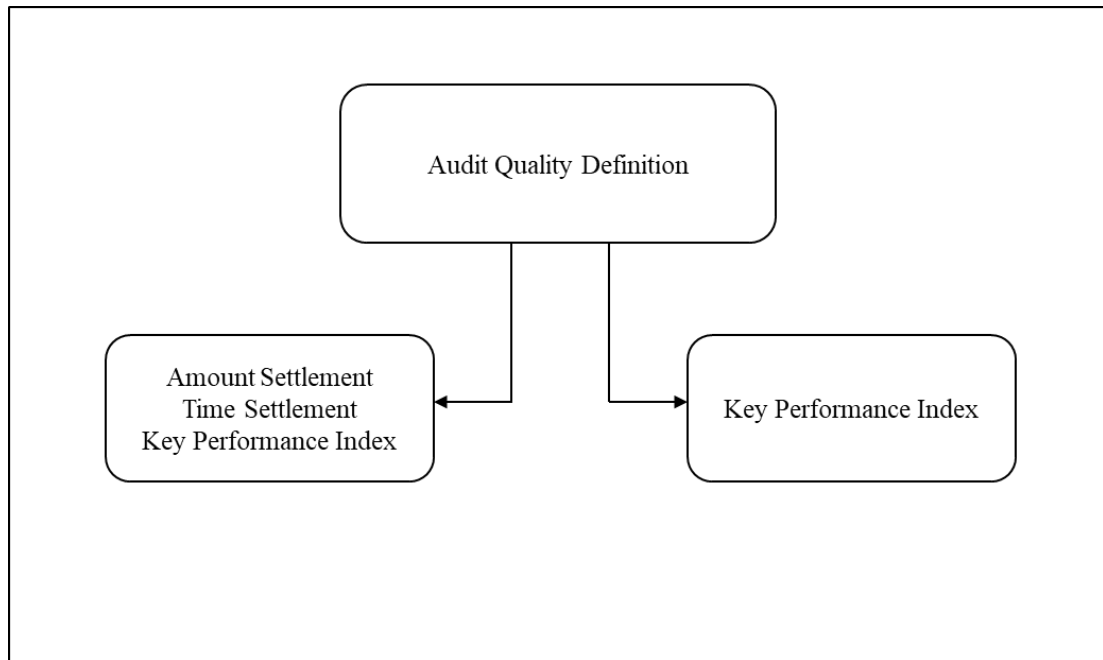 Audit Quality Definition
Amount Settlement
Time Settlement
Key Performance Index
Key Performance Index